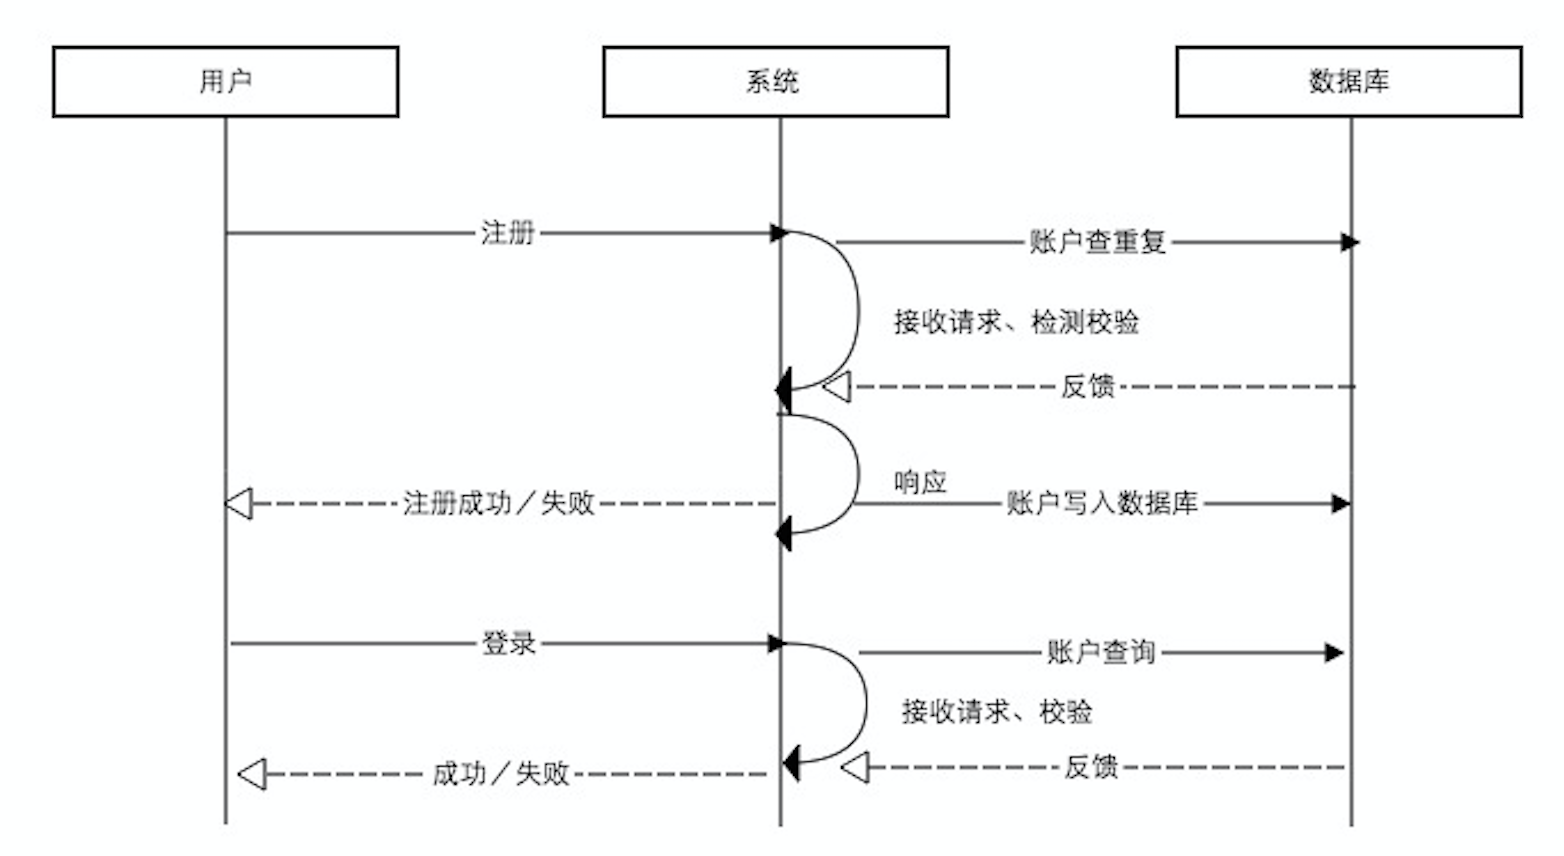 用户
系统
数据库
注册
账户查重复
接收请求、检测校验
反馈
响应
注册成功／失败
账户写入数据库
登录
账户查询
接收请求、校验
反馈
成功／失败